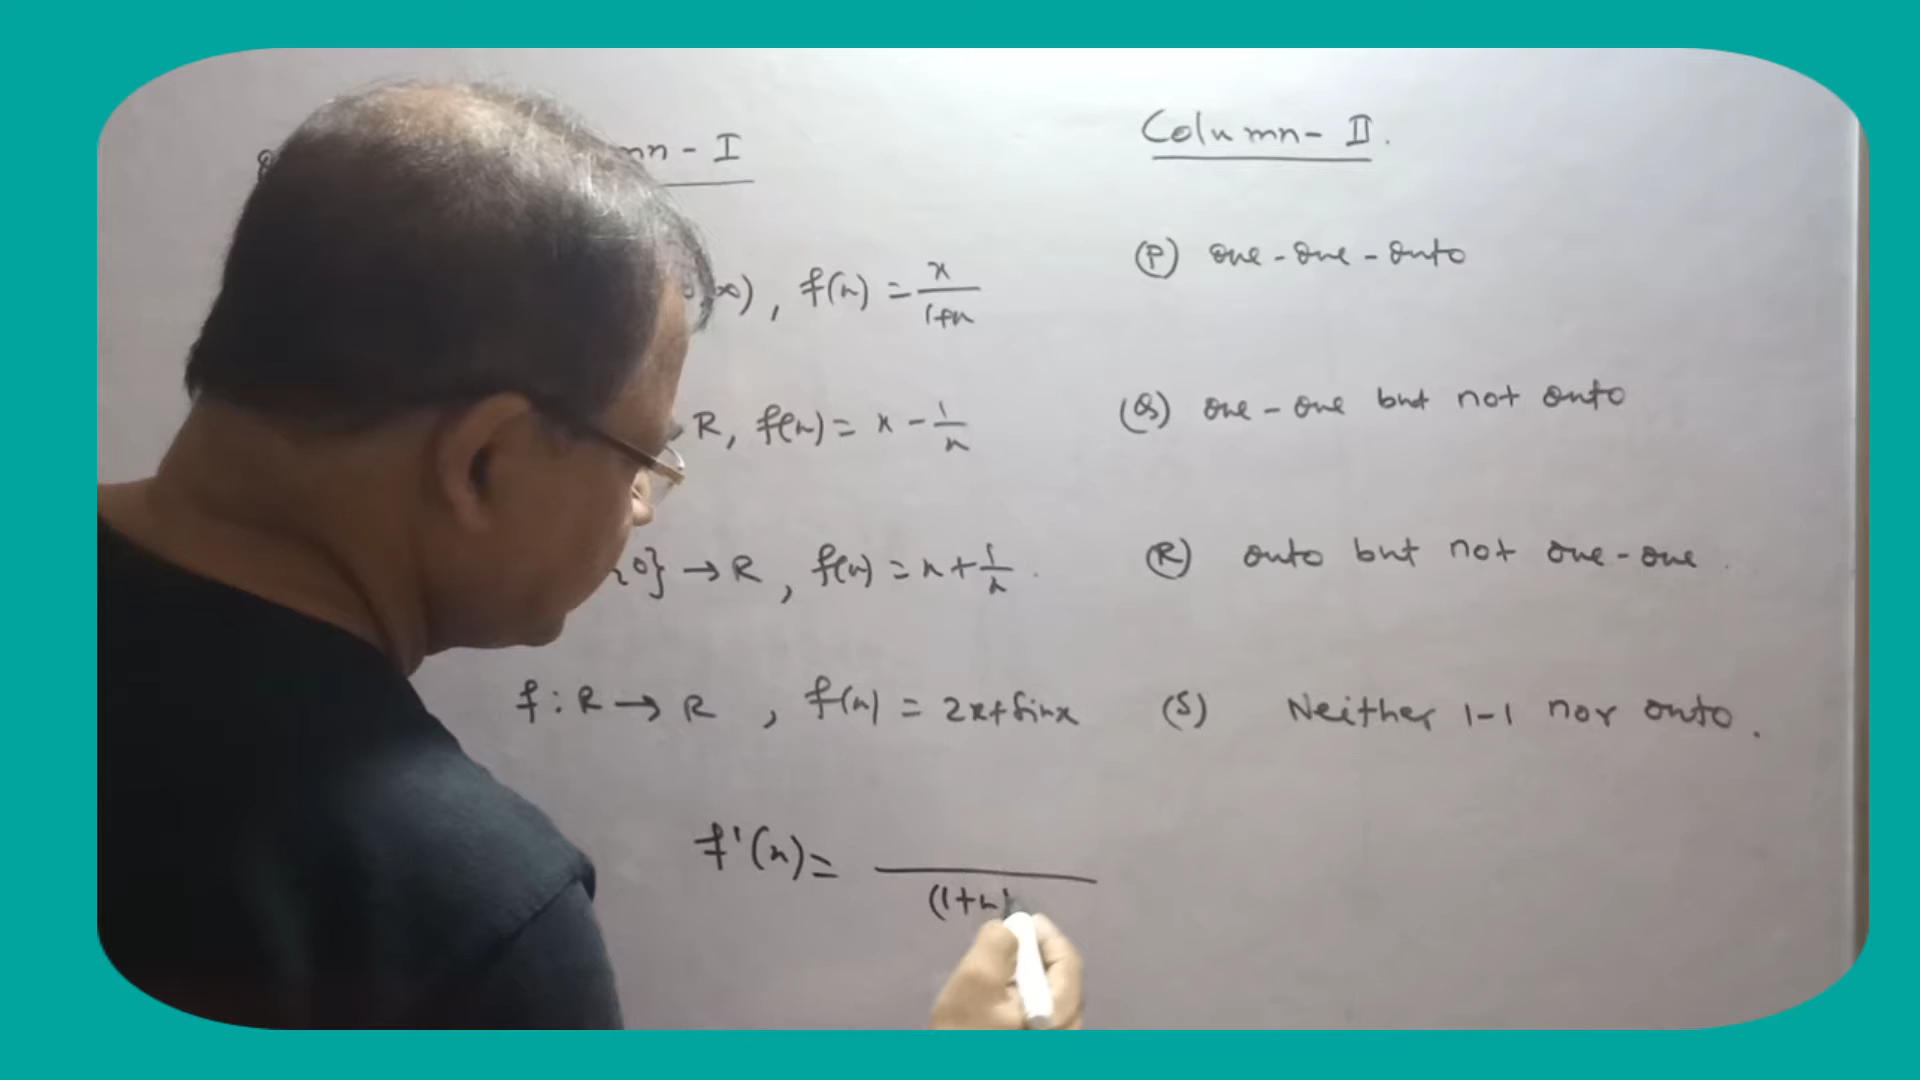 mn - I
Column - II.
∞), f(x) = x/(1+x)
(P) one - one - onto
R, f(x) = x - 1/x
(Q) one - one but not onto
{0} → R, f(x) = x + 1/x.
(R) onto but not one - one.
f : R → R, f(x) = 2x+sinx
(S) Neither 1-1 nor onto.
f'(x) =
(1+x)